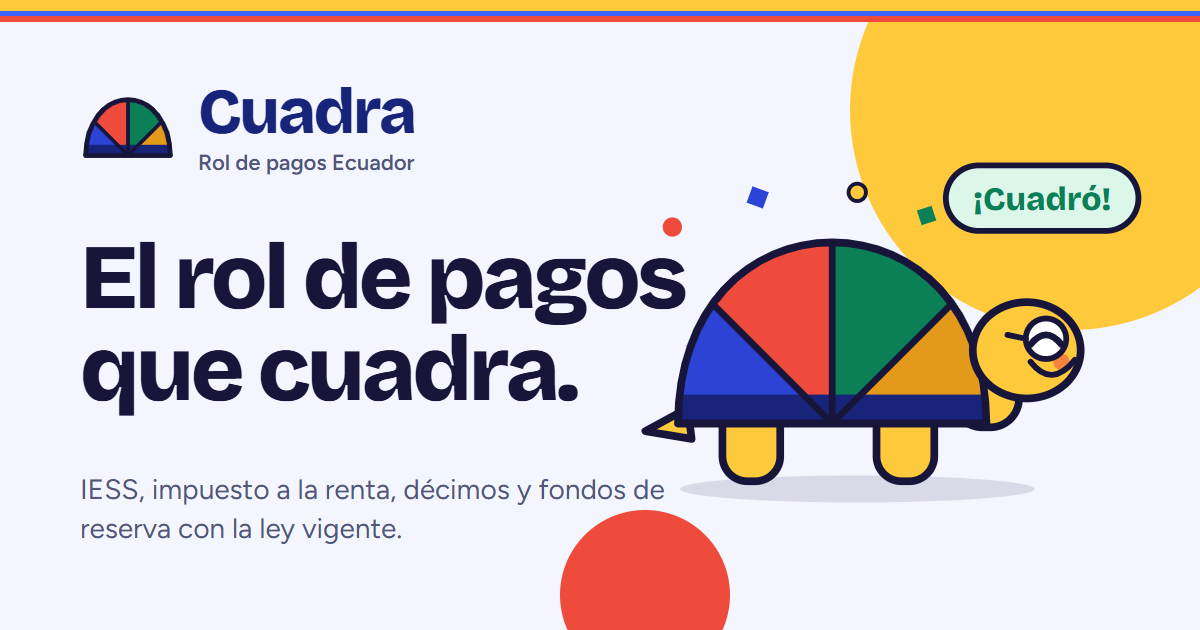 Cuadra
Rol de pagos Ecuador
¡Cuadró!
El rol de pagos
que cuadra.
IESS, impuesto a la renta, décimos y fondos de
reserva con la ley vigente.